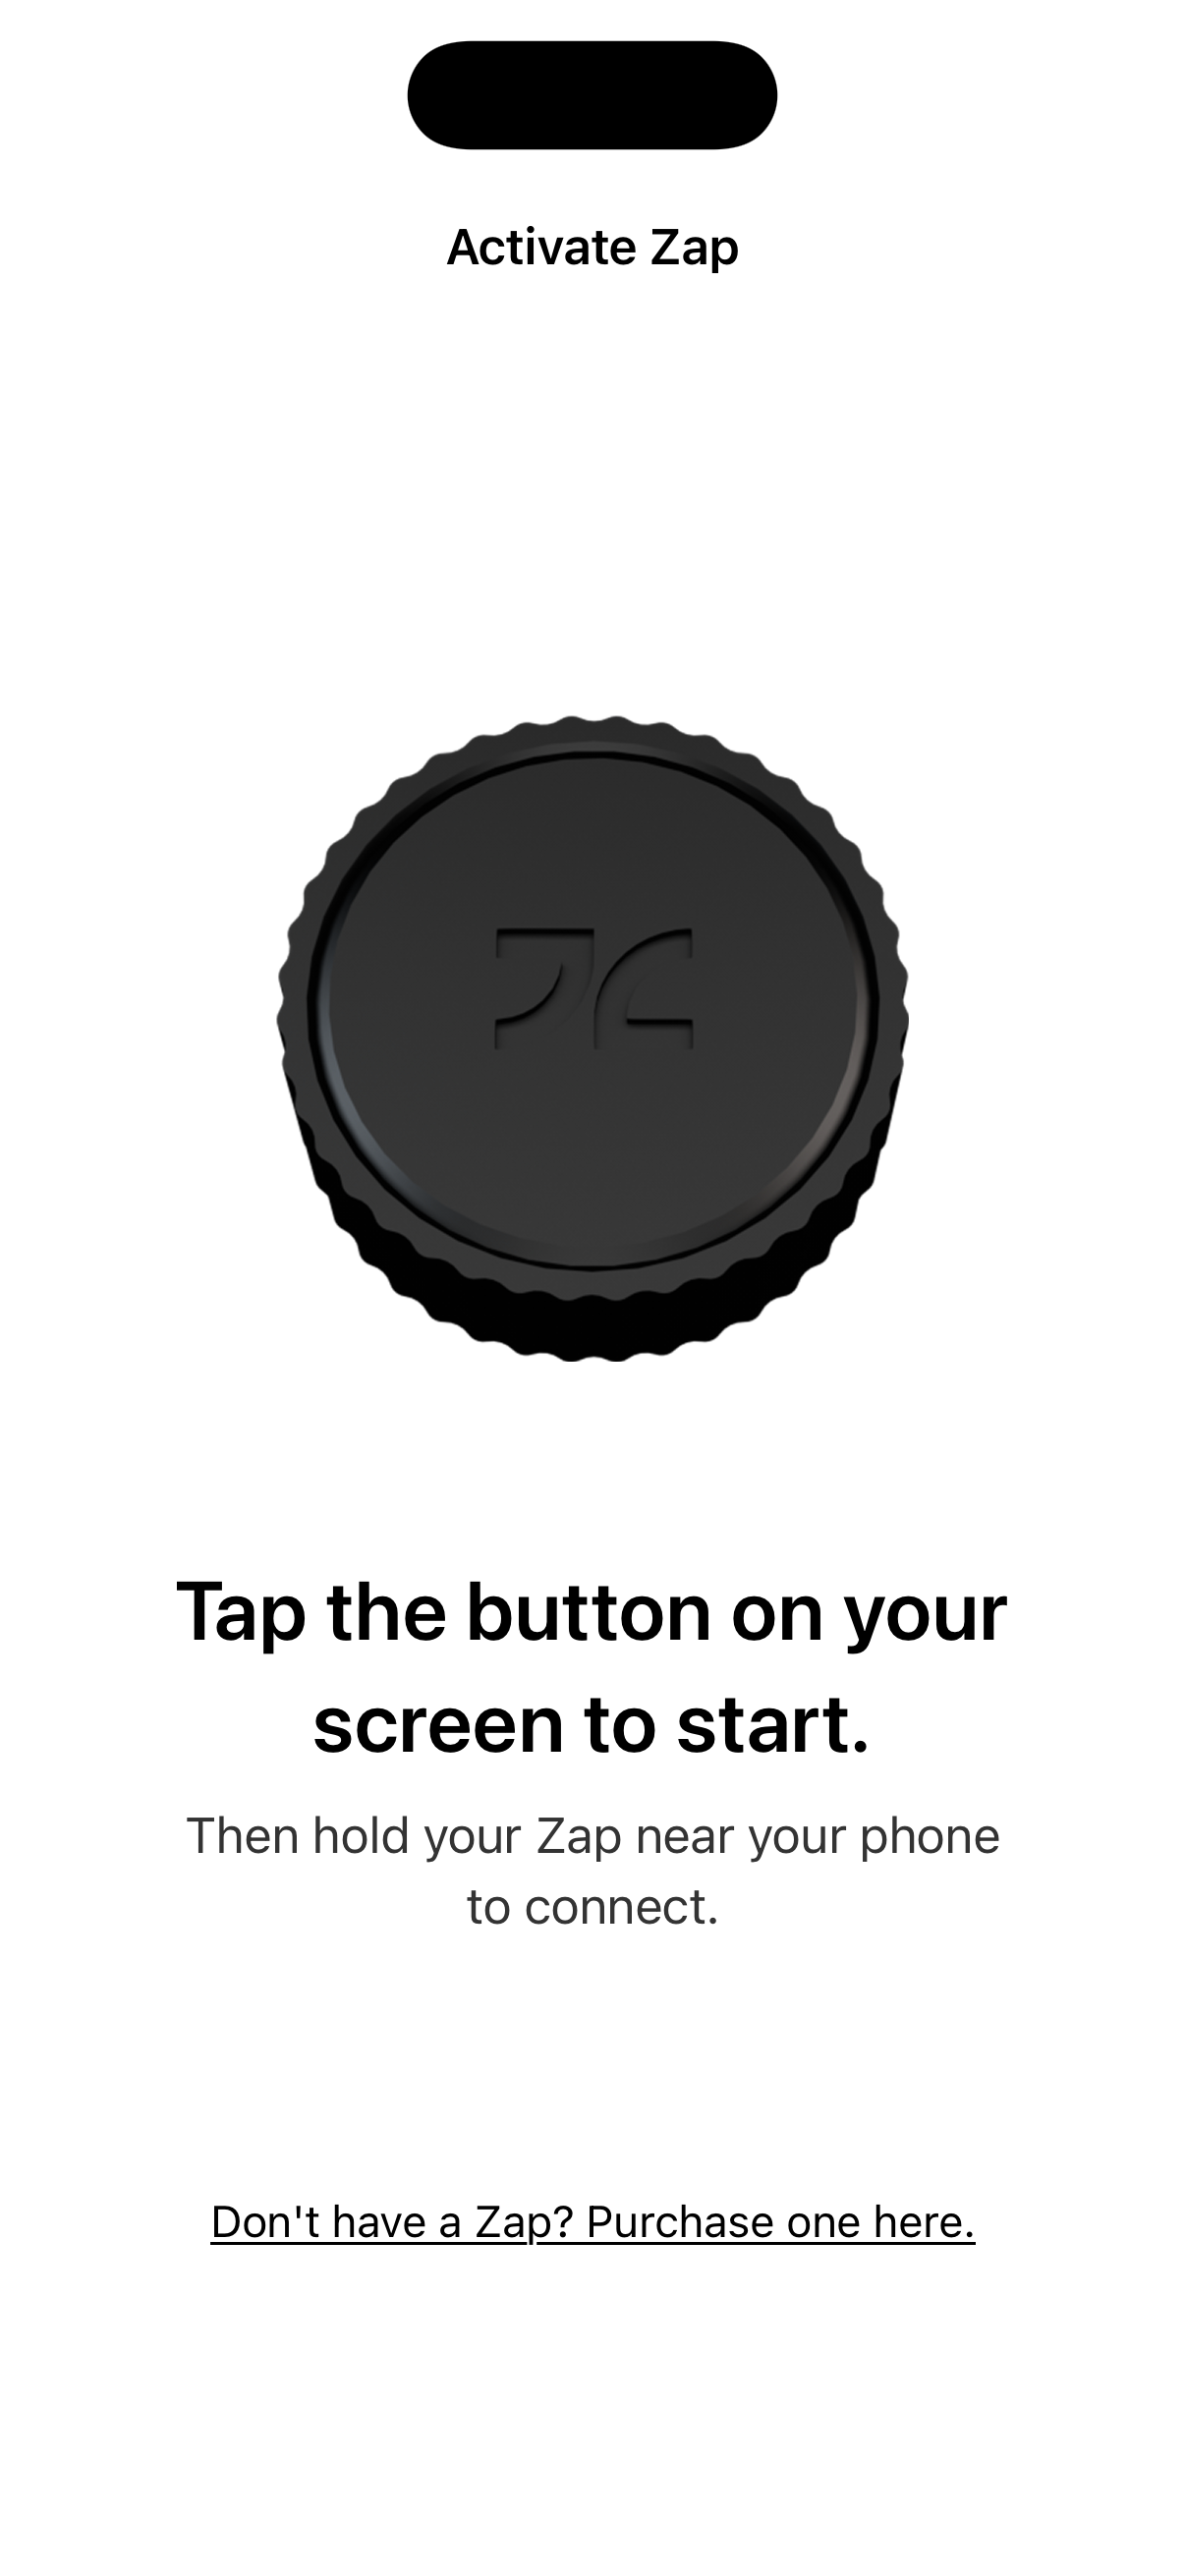 Activate Zap
Tap the button on your
screen to start.
Then hold your Zap near your phone
to connect.
Don't have a Zap? Purchase one here.